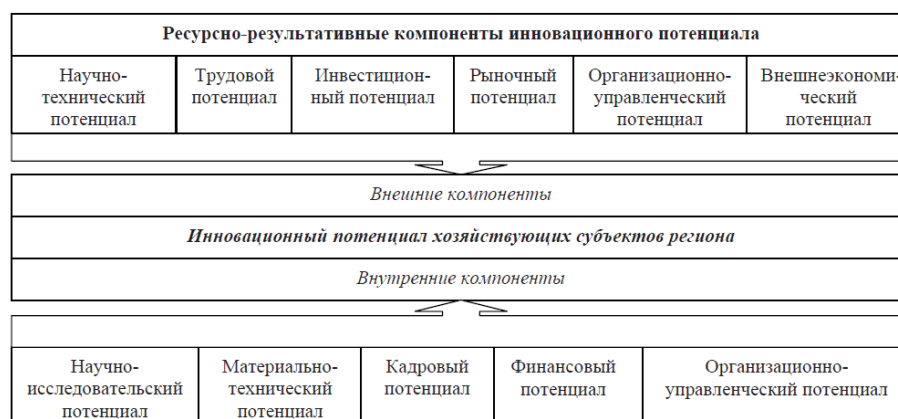 Ресурсно-результативные компоненты инновационного потенциала
Научно-
технический
потенциал
Трудовой
потенциал
Инвестицион-
ный потенциал
Рыночный
потенциал
Организационно-
управленческий
потенциал
Внешнеэкономи-
ческий
потенциал
Внешние компоненты
Инновационный потенциал хозяйствующих субъектов региона
Внутренние компоненты
Научно-
исследовательский
потенциал
Материально-
технический
потенциал
Кадровый
потенциал
Финансовый
потенциал
Организационно-
управленческий потенциал